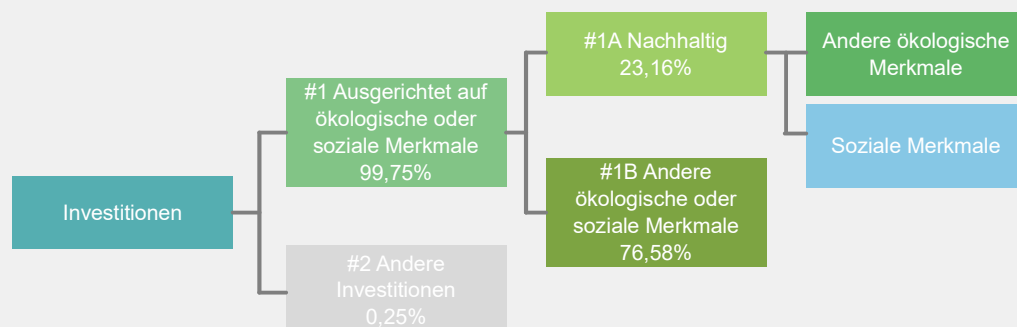 Investitionen
#1 Ausgerichtet auf
ökologische oder
soziale Merkmale
99,75%
#2 Andere
Investitionen
0,25%
#1A Nachhaltig
23,16%
#1B Andere
ökologische oder
soziale Merkmale
76,58%
Andere ökologische
Merkmale
Soziale Merkmale